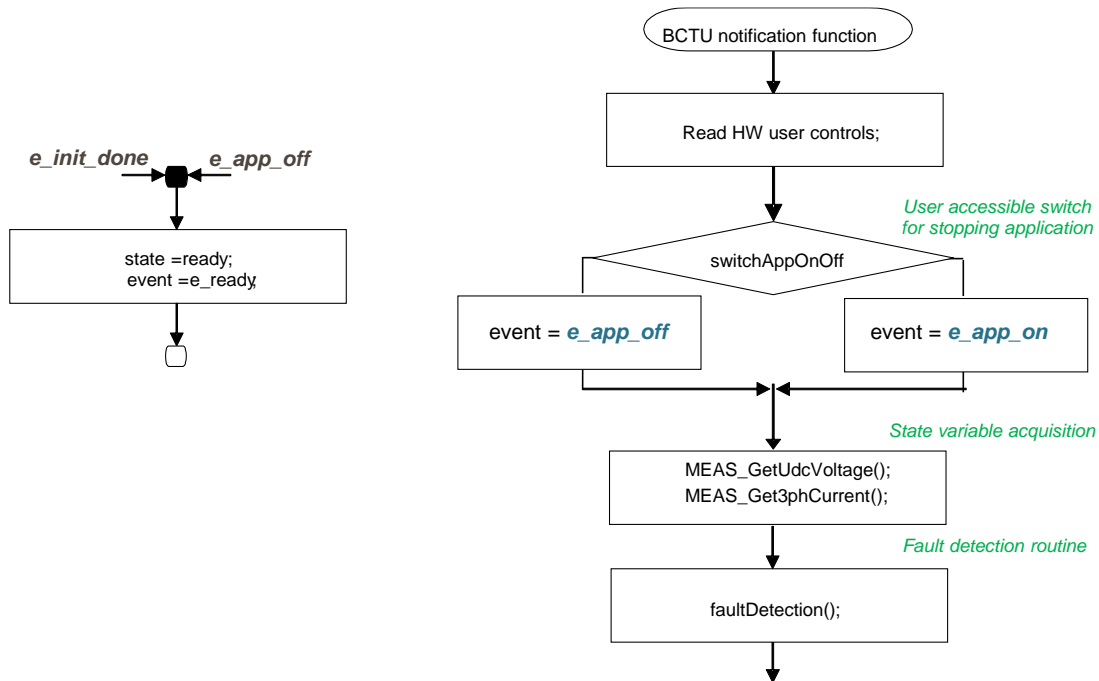 e_init_done
e_app_off
state =ready;
event =e_ready;
BCTU notification function
Read HW user controls;
User accessible switch
for stopping application
switchAppOnOff
event = e_app_off
event = e_app_on
State variable acquisition
MEAS_GetUdcVoltage();
MEAS_Get3phCurrent();
Fault detection routine
faultDetection();